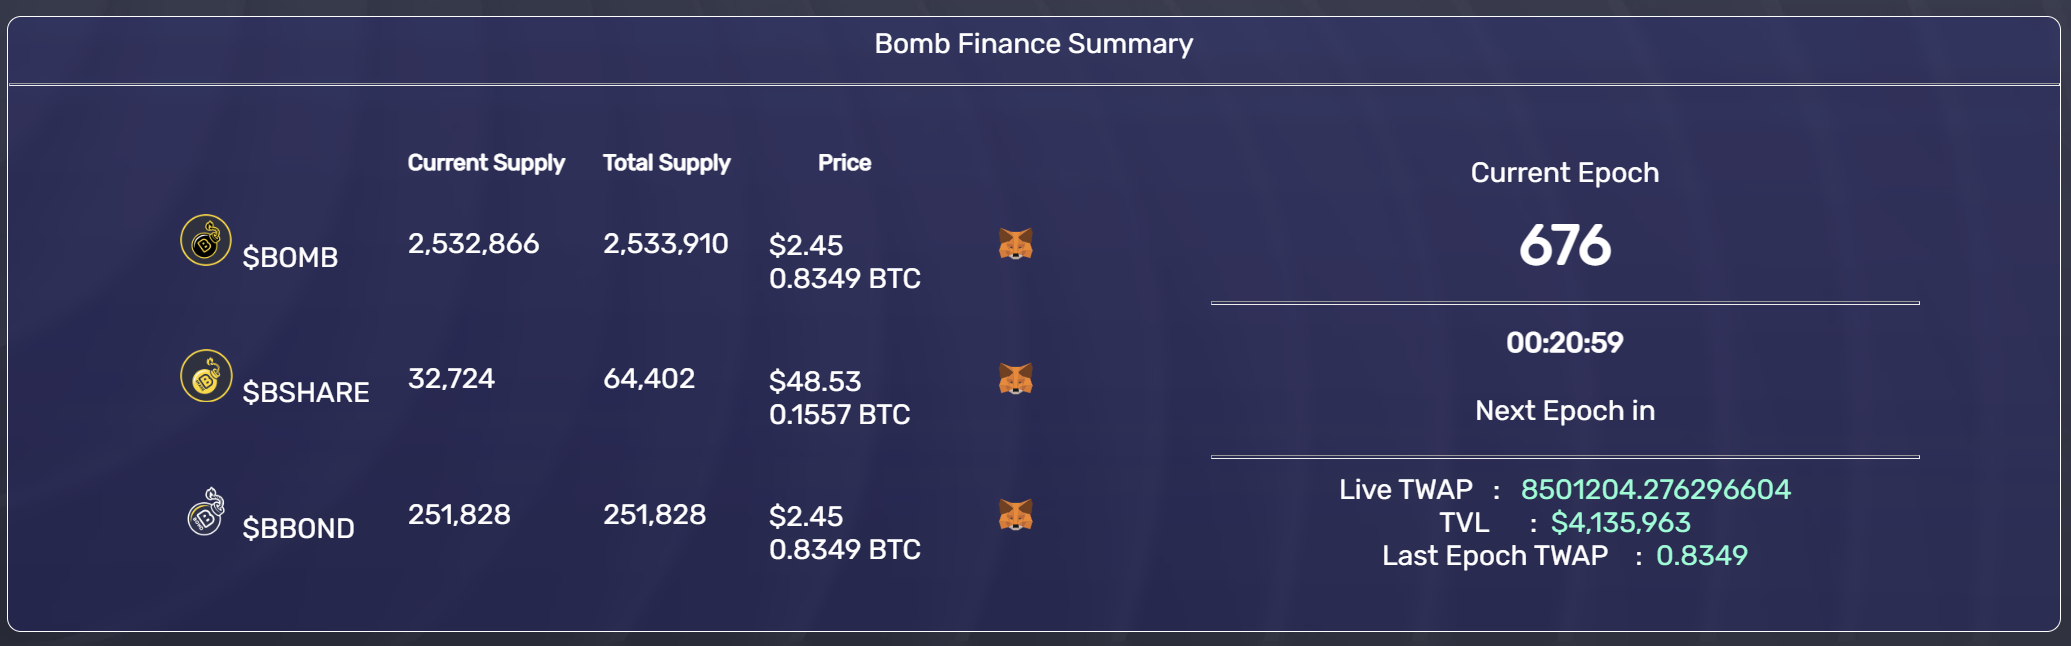 Bomb Finance Summary
Current Supply Total Supply Price
$BOMB 2,532,866 2,533,910 $2.45
0.8349 BTC
$BSHARE 32,724 64,402 $48.53
0.1557 BTC
$BBOND 251,828 251,828 $2.45
0.8349 BTC
Current Epoch
676
00:20:59
Next Epoch in
Live TWAP : 8501204.276296604
TVL : $4,135,963
Last Epoch TWAP : 0.8349